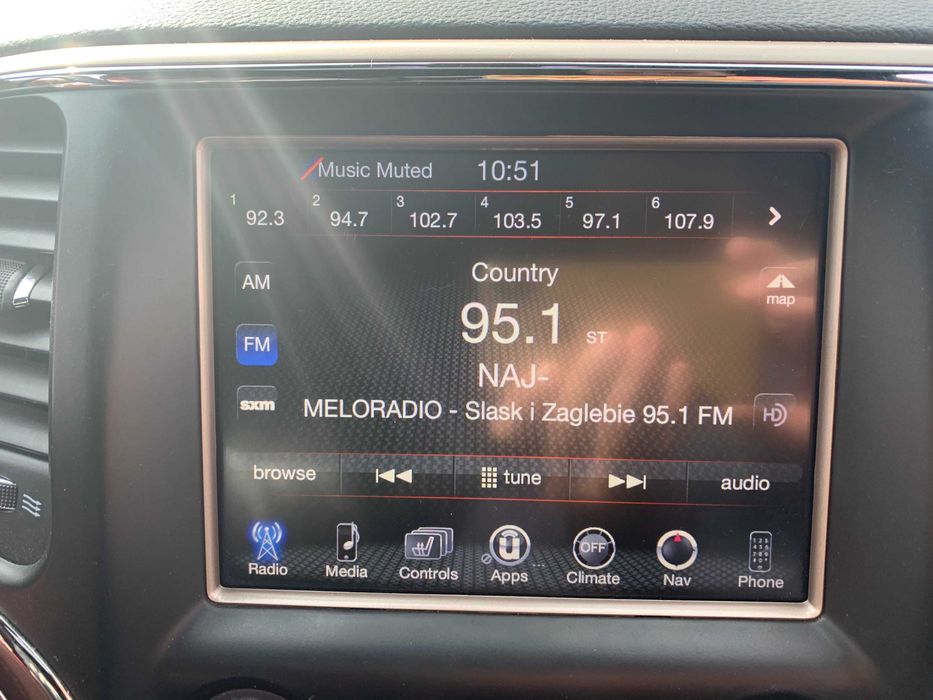 Music Muted 10:51
1 92.3 2 94.7 3 102.7 4 103.5 5 97.1 6 107.9
AM
Country
map
95.1 ST
FM
NAJ-
sxm
MELORADIO - Slask i Zaglebie 95.1 FM
HD
browse tune audio
OFF
Radio Media Controls Apps Climate Nav Phone